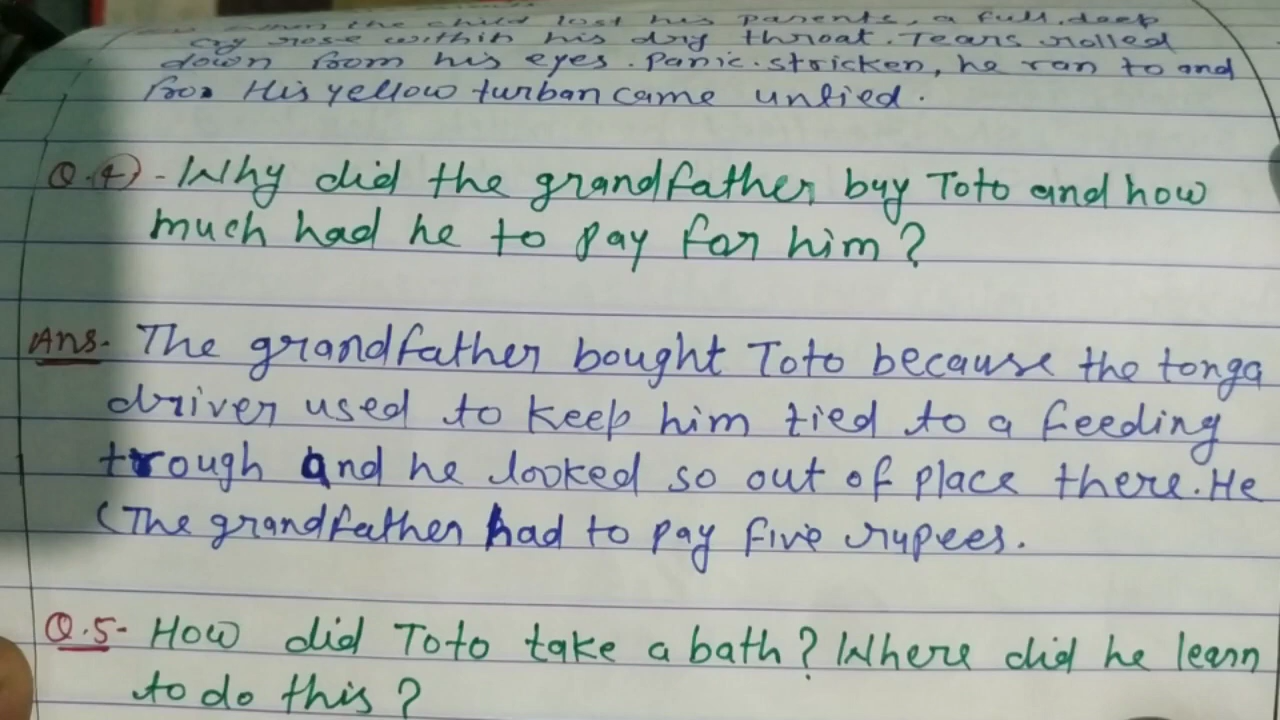 when the child lost his parents, a full, deep
cry rose within his dry throat. Tears rolled
down from his eyes. Panic-stricken, he ran to and
fro. His yellow turban came untied.
Q.(4) - Why did the grandfather buy Toto and how
much had he to pay for him?
Ans. The grandfather bought Toto because the tonga
driver used to keep him tied to a feeding
trough and he looked so out of place there. He
(The grandfather had to pay five rupees.
Q.5- How did Toto take a bath? Where did he learn
to do this?